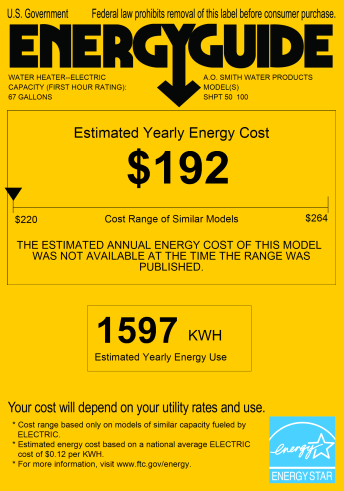 U.S. Government Federal law prohibits removal of this label before consumer purchase.
ENERGYGUIDE
WATER HEATER–ELECTRIC
CAPACITY (FIRST HOUR RATING):
67 GALLONS
A.O. SMITH WATER PRODUCTS
MODEL(S)
SHPT 50 100
Estimated Yearly Energy Cost
$192
$220 Cost Range of Similar Models $264
THE ESTIMATED ANNUAL ENERGY COST OF THIS MODEL
WAS NOT AVAILABLE AT THE TIME THE RANGE WAS
PUBLISHED.
1597 KWH
Estimated Yearly Energy Use
Your cost will depend on your utility rates and use.
* Cost range based only on models of similar capacity fueled by
ELECTRIC.
* Estimated energy cost based on a national average ELECTRIC
cost of $0.12 per KWH.
* For more information, visit www.ftc.gov/energy.
energy
ENERGY STAR